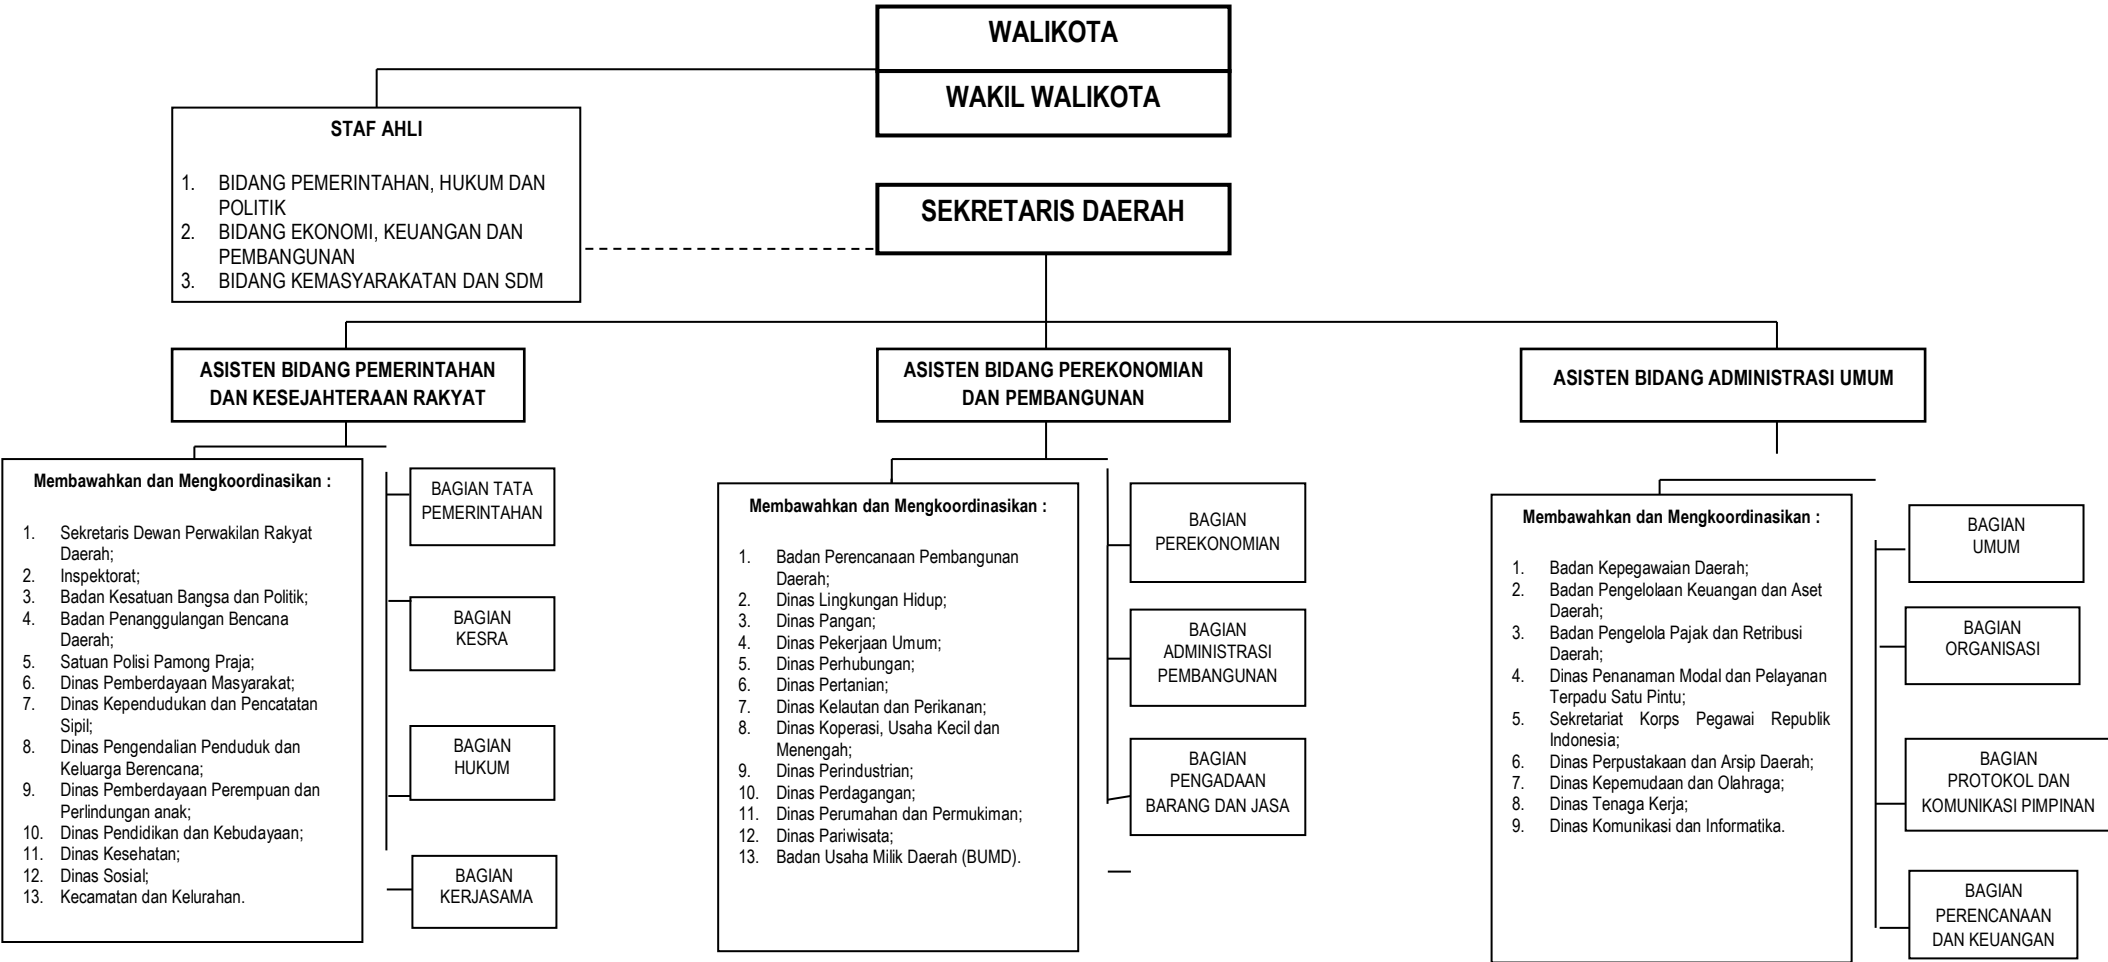 WALIKOTA
WAKIL WALIKOTA
STAF AHLI
1. BIDANG PEMERINTAHAN, HUKUM DAN
POLITIK
2. BIDANG EKONOMI, KEUANGAN DAN
PEMBANGUNAN
3. BIDANG KEMASYARAKATAN DAN SDM
SEKRETARIS DAERAH
ASISTEN BIDANG PEMERINTAHAN
DAN KESEJAHTERAAN RAKYAT
ASISTEN BIDANG PEREKONOMIAN
DAN PEMBANGUNAN
ASISTEN BIDANG ADMINISTRASI UMUM
Membawahkan dan Mengkoordinasikan :
1. Sekretaris Dewan Perwakilan Rakyat
Daerah;
2. Inspektorat;
3. Badan Kesatuan Bangsa dan Politik;
4. Badan Penanggulangan Bencana
Daerah;
5. Satuan Polisi Pamong Praja;
6. Dinas Pemberdayaan Masyarakat;
7. Dinas Kependudukan dan Pencatatan
Sipil;
8. Dinas Pengendalian Penduduk dan
Keluarga Berencana;
9. Dinas Pemberdayaan Perempuan dan
Perlindungan anak;
10. Dinas Pendidikan dan Kebudayaan;
11. Dinas Kesehatan;
12. Dinas Sosial;
13. Kecamatan dan Kelurahan.
BAGIAN TATA
PEMERINTAHAN
BAGIAN
KESRA
BAGIAN
HUKUM
BAGIAN
KERJASAMA
Membawahkan dan Mengkoordinasikan :
1. Badan Perencanaan Pembangunan
Daerah;
2. Dinas Lingkungan Hidup;
3. Dinas Pangan;
4. Dinas Pekerjaan Umum;
5. Dinas Perhubungan;
6. Dinas Pertanian;
7. Dinas Kelautan dan Perikanan;
8. Dinas Koperasi, Usaha Kecil dan
Menengah;
9. Dinas Perindustrian;
10. Dinas Perdagangan;
11. Dinas Perumahan dan Permukiman;
12. Dinas Pariwisata;
13. Badan Usaha Milik Daerah (BUMD).
BAGIAN
PEREKONOMIAN
BAGIAN
ADMINISTRASI
PEMBANGUNAN
BAGIAN
PENGADAAN
BARANG DAN JASA
Membawahkan dan Mengkoordinasikan :
1. Badan Kepegawaian Daerah;
2. Badan Pengelolaan Keuangan dan Aset
Daerah;
3. Badan Pengelola Pajak dan Retribusi
Daerah;
4. Dinas Penanaman Modal dan Pelayanan
Terpadu Satu Pintu;
5. Sekretariat Korps Pegawai Republik
Indonesia;
6. Dinas Perpustakaan dan Arsip Daerah;
7. Dinas Kepemudaan dan Olahraga;
8. Dinas Tenaga Kerja;
9. Dinas Komunikasi dan Informatika.
BAGIAN
UMUM
BAGIAN
ORGANISASI
BAGIAN
PROTOKOL DAN
KOMUNIKASI PIMPINAN
BAGIAN
PERENCANAAN
DAN KEUANGAN